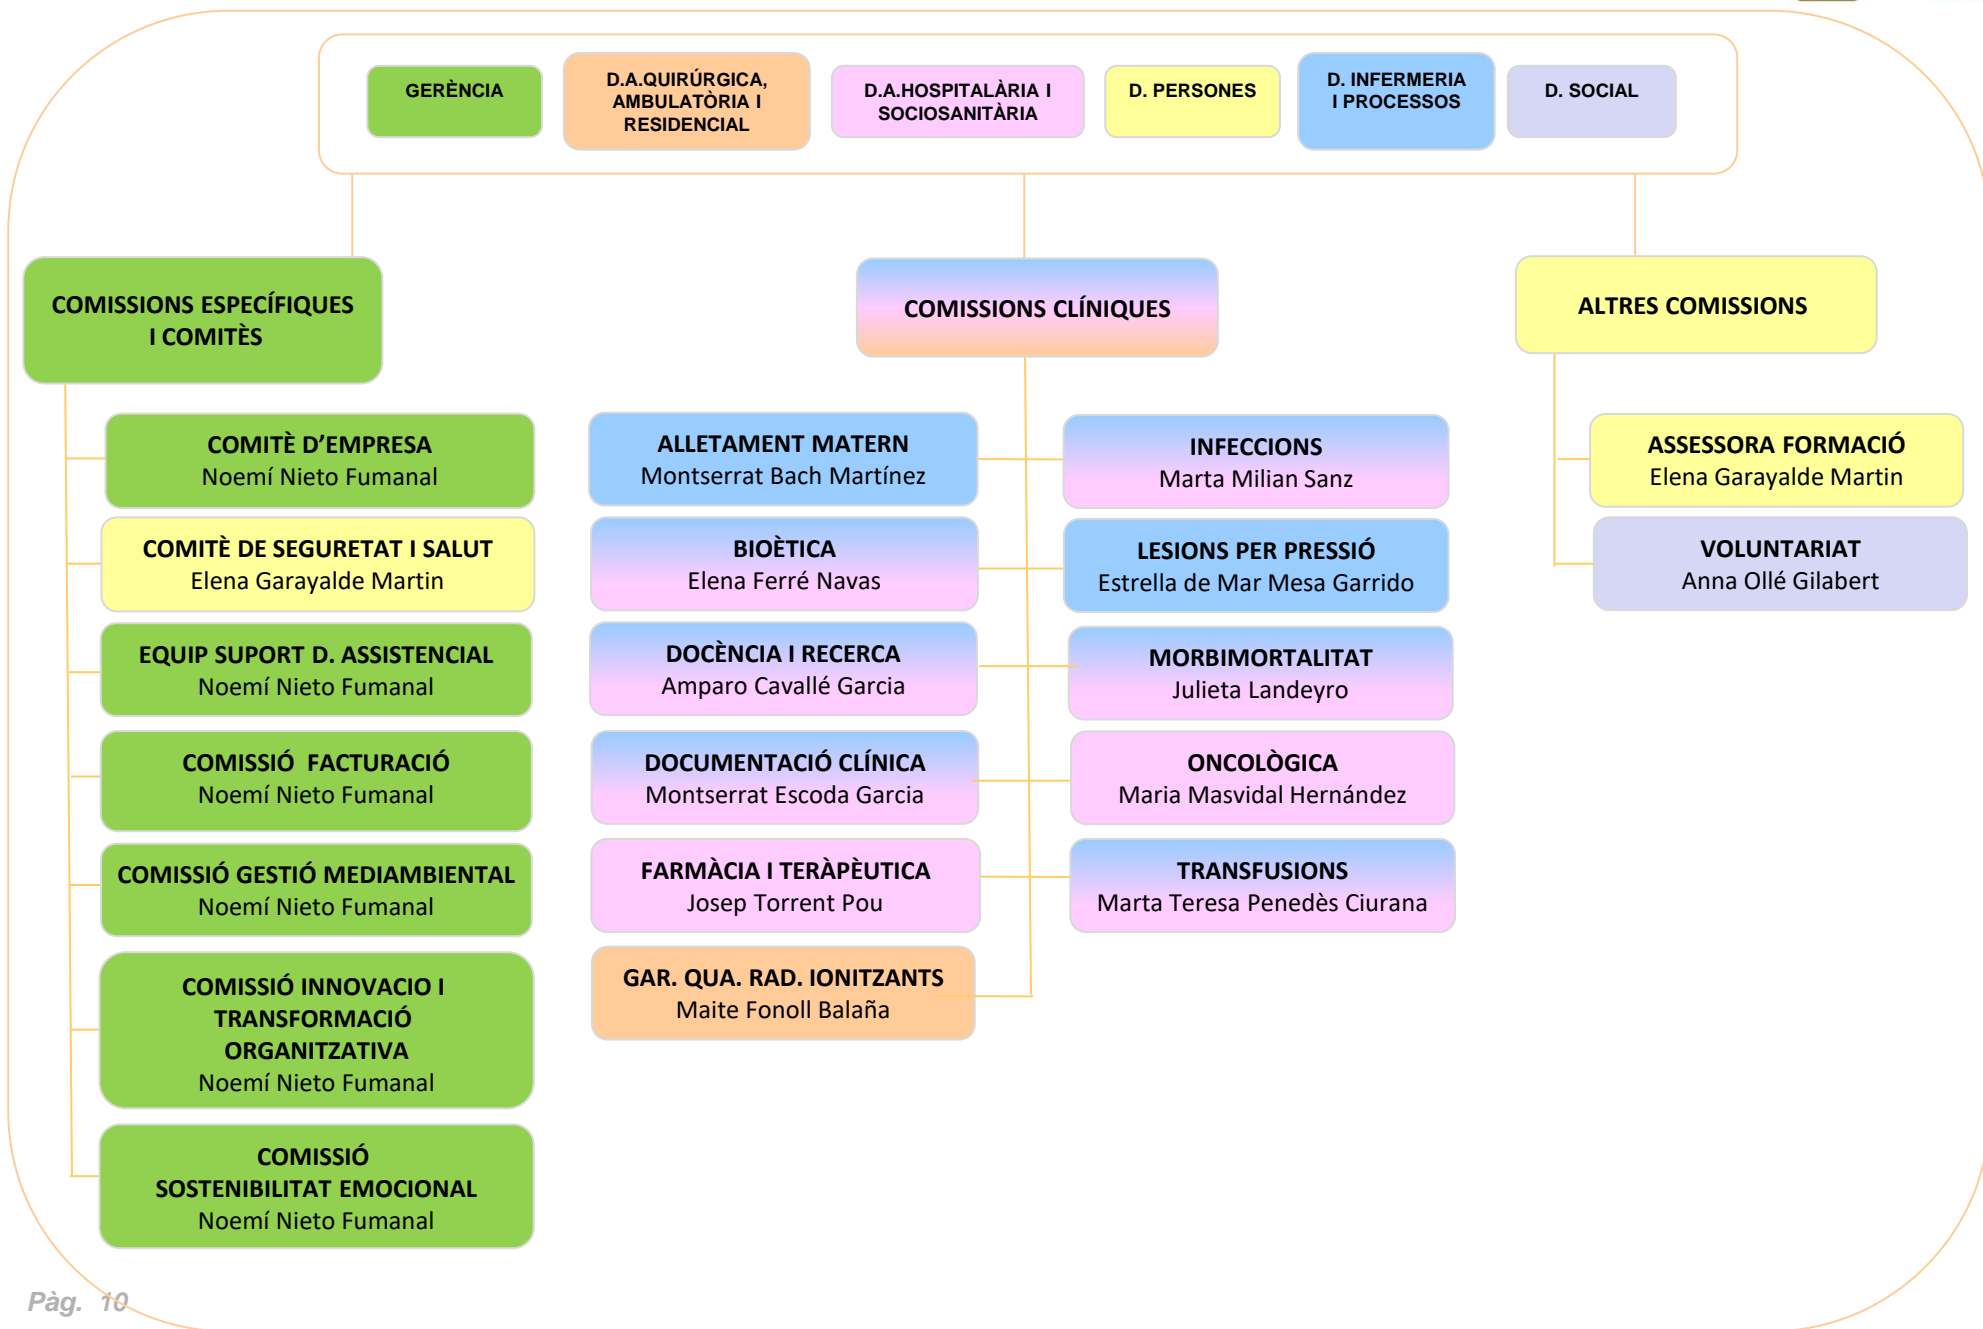 GERÈNCIA
D.A.QUIRÚRGICA,
AMBULATÒRIA I
RESIDENCIAL
D.A.HOSPITALÀRIA I
SOCIOSANITÀRIA
D. PERSONES
D. INFERMERIA
I PROCESSOS
D. SOCIAL
COMISSIONS ESPECÍFIQUES
I COMITÈS
COMITÈ D’EMPRESA
Noemí Nieto Fumanal
COMITÈ DE SEGURETAT I SALUT
Elena Garayalde Martin
EQUIP SUPORT D. ASSISTENCIAL
Noemí Nieto Fumanal
COMISSIÓ  FACTURACIÓ
Noemí Nieto Fumanal
COMISSIÓ GESTIÓ MEDIAMBIENTAL
Noemí Nieto Fumanal
COMISSIÓ INNOVACIO I
TRANSFORMACIÓ
ORGANITZATIVA
Noemí Nieto Fumanal
COMISSIÓ
SOSTENIBILITAT EMOCIONAL
Noemí Nieto Fumanal
COMISSIONS CLÍNIQUES
ALLETAMENT MATERN
Montserrat Bach Martínez
BIOÈTICA
Elena Ferré Navas
DOCÈNCIA I RECERCA
Amparo Cavallé Garcia
DOCUMENTACIÓ CLÍNICA
Montserrat Escoda Garcia
FARMÀCIA I TERÀPÈUTICA
Josep Torrent Pou
GAR. QUA. RAD. IONITZANTS
Maite Fonoll Balaña
INFECCIONS
Marta Milian Sanz
LESIONS PER PRESSIÓ
Estrella de Mar Mesa Garrido
MORBIMORTALITAT
Julieta Landeyro
ONCOLÒGICA
Maria Masvidal Hernández
TRANSFUSIONS
Marta Teresa Penedès Ciurana
ALTRES COMISSIONS
ASSESSORA FORMACIÓ
Elena Garayalde Martin
VOLUNTARIAT
Anna Ollé Gilabert
Pàg. 10